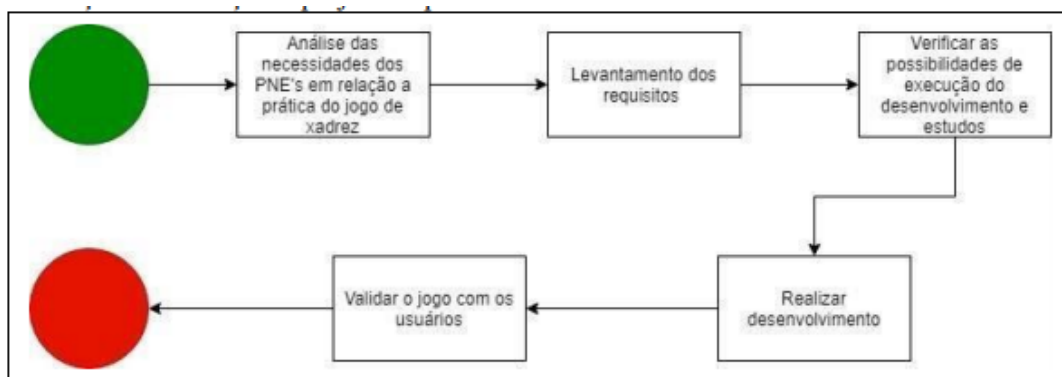 Análise das
necessidades dos
PNE's em relação a
prática do jogo de
xadrez
Levantamento dos
requisitos
Verificar as
possibilidades de
execução do
desenvolvimento e
estudos
Validar o jogo com os
usuários
Realizar
desenvolvimento